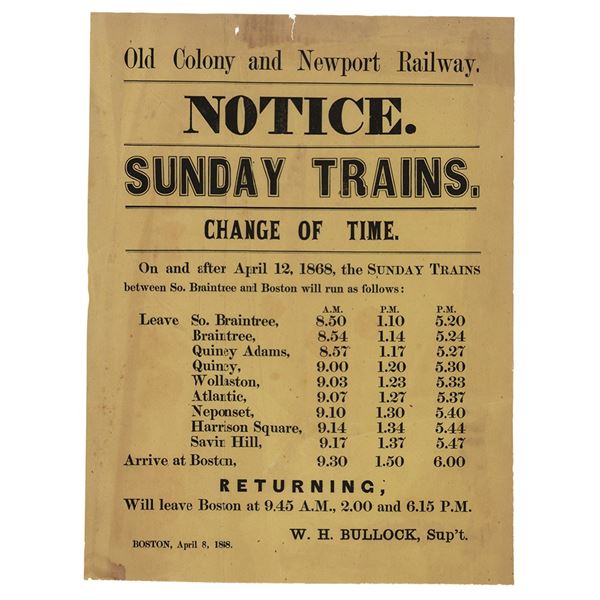 Old Colony and Newport Railway.
NOTICE.
SUNDAY TRAINS.
CHANGE OF TIME.
On and after April 12, 1868, the SUNDAY TRAINS
between So. Braintree and Boston will run as follows:
A.M. P.M. P.M.
Leave So. Braintree, 8.50 1.10 5.20
Braintree, 8.54 1.14 5.24
Quincy Adams, 8.57 1.17 5.27
Quincy, 9.00 1.20 5.30
Wollaston, 9.03 1.23 5.33
Atlantic, 9.07 1.27 5.37
Neponset, 9.10 1.30 5.40
Harrison Square, 9.14 1.34 5.44
Savin Hill, 9.17 1.37 5.47
Arrive at Boston, 9.30 1.50 6.00
RETURNING,
Will leave Boston at 9.45 A.M., 2.00 and 6.15 P.M.
W. H. BULLOCK, Sup't.
BOSTON, April 8, 1868.